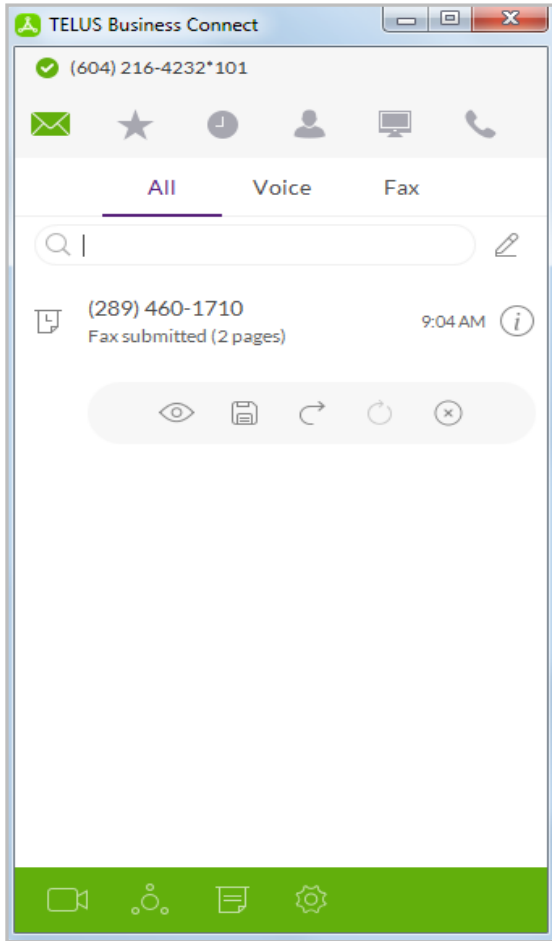 TELUS Business Connect
(604) 216-4232*101
All Voice Fax
(289) 460-1710
9:04 AM
Fax submitted (2 pages)